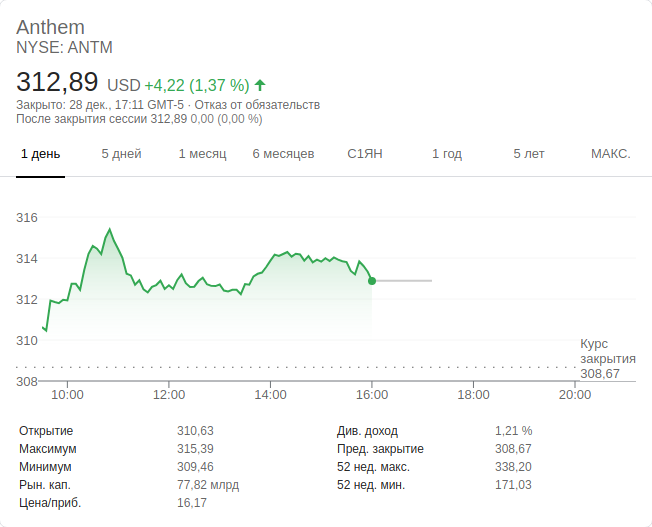 Anthem
NYSE: ANTM
312,89 USD +4,22 (1,37 %)
Закрыто: 28 дек., 17:11 GMT-5 · Отказ от обязательств
После закрытия сессии 312,89 0,00 (0,00 %)
1 день 5 дней 1 месяц 6 месяцев С1ЯН 1 год 5 лет МАКС.
316
314
312
310
Курс
закрытия
308,67
308
10:00 12:00 14:00 16:00 18:00 20:00
Открытие 310,63 Див. доход 1,21 %
Максимум 315,39 Пред. закрытие 308,67
Минимум 309,46 52 нед. макс. 338,20
Рын. кап. 77,82 млрд 52 нед. мин. 171,03
Цена/приб. 16,17